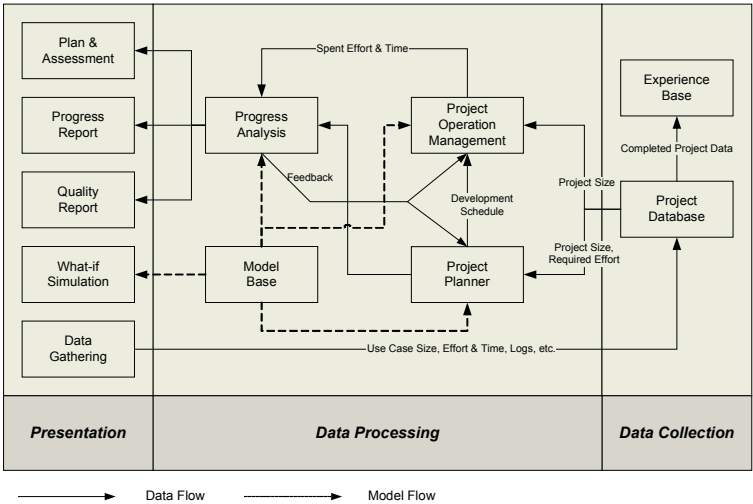 Plan &
Assessment
Spent Effort & Time
Progress
Report
Progress
Analysis
Project
Operation
Management
Experience
Base
Completed Project Data
Feedback
Quality
Report
Development
Schedule
Project Size
Project
Database
What-if
Simulation
Model
Base
Project
Planner
Project Size,
Required Effort
Data
Gathering
Use Case Size, Effort & Time, Logs, etc.
Presentation
Data Processing
Data Collection
Data Flow
Model Flow